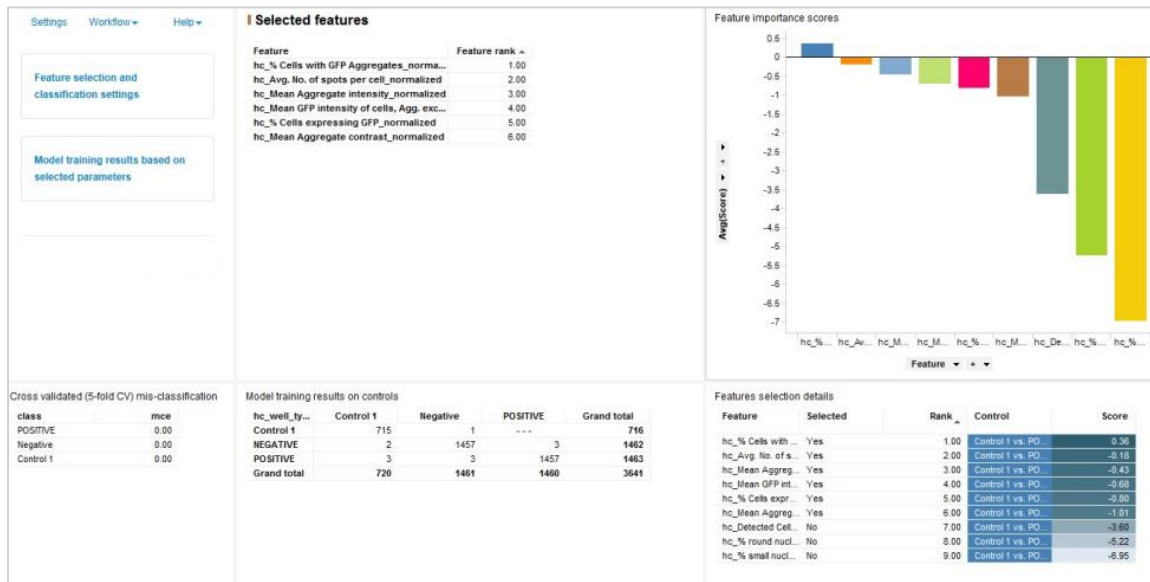 Settings Workflow Help
Feature selection and
classification settings
Model training results based on
selected parameters
Selected features
Feature Feature rank
hc_% Cells with GFP Aggregates_norma... 1.00
hc_Avg. No. of spots per cell_normalized 2.00
hc_Mean Aggregate intensity_normalized 3.00
hc_Mean GFP intensity of cells, Agg. exc... 4.00
hc_% Cells expressing GFP_normalized 5.00
hc_Mean Aggregate contrast_normalized 6.00
Feature importance scores
0.5
0
-0.5
-1
-1.5
-2
-2.5
-3
-3.5
-4
-4.5
-5
-5.5
-6
-6.5
-7
Avg(Score)
hc_%... hc_Av... hc_M... hc_M... hc_%... hc_M... hc_De... hc_%... hc_%...
Feature +
Cross validated (5-fold CV) mis-classification
class mce
POSITIVE 0.00
Negative 0.00
Control 1 0.00
Model training results on controls
hc_well_ty... Control 1 Negative POSITIVE Grand total
Control 1 715 1 --- 716
NEGATIVE 2 1457 3 1462
POSITIVE 3 3 1457 1463
Grand total 720 1461 1460 3641
Features selection details
Feature Selected Rank Control Score
hc_% Cells with ... Yes 1.00 Control 1 vs. PO... 0.36
hc_Avg. No. of s... Yes 2.00 Control 1 vs. PO... -0.18
hc_Mean Aggreg... Yes 3.00 Control 1 vs. PO... -0.43
hc_Mean GFP int... Yes 4.00 Control 1 vs. PO... -0.68
hc_% Cells expr... Yes 5.00 Control 1 vs. PO... -0.80
hc_Mean Aggreg... Yes 6.00 Control 1 vs. PO... -1.01
hc_Detected Cell... No 7.00 Control 1 vs. PO... -3.60
hc_% round nucl... No 8.00 Control 1 vs. PO... -5.22
hc_% small nucl... No 9.00 Control 1 vs. PO... -6.95